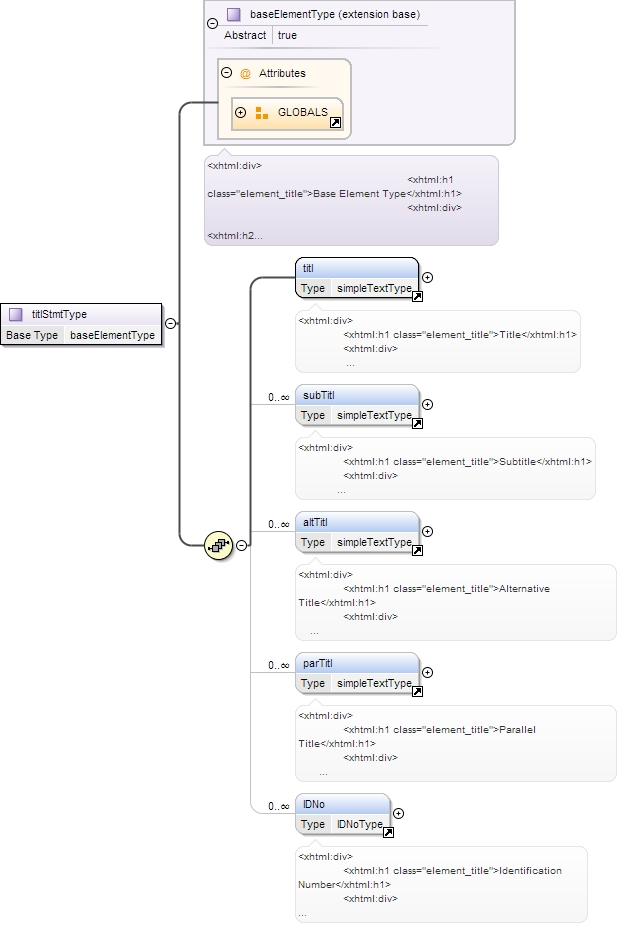 baseElementType (extension base)
Abstract true
@ Attributes
GLOBALS
<xhtml:div>
<xhtml:h1
class="element_title">Base Element Type</xhtml:h1>
<xhtml:div>
<xhtml:h2...
titlStmtType
Base Type baseElementType
titl
Type simpleTextType
<xhtml:div>
<xhtml:h1 class="element_title">Title</xhtml:h1>
<xhtml:div>
...
0..∞
subTitl
Type simpleTextType
<xhtml:div>
<xhtml:h1 class="element_title">Subtitle</xhtml:h1>
<xhtml:div>
...
0..∞
altTitl
Type simpleTextType
<xhtml:div>
<xhtml:h1 class="element_title">Alternative
Title</xhtml:h1>
<xhtml:div>
...
0..∞
parTitl
Type simpleTextType
<xhtml:div>
<xhtml:h1 class="element_title">Parallel
Title</xhtml:h1>
<xhtml:div>
...
0..∞
IDNo
Type IDNoType
<xhtml:div>
<xhtml:h1 class="element_title">Identification
Number</xhtml:h1>
<xhtml:div>
...